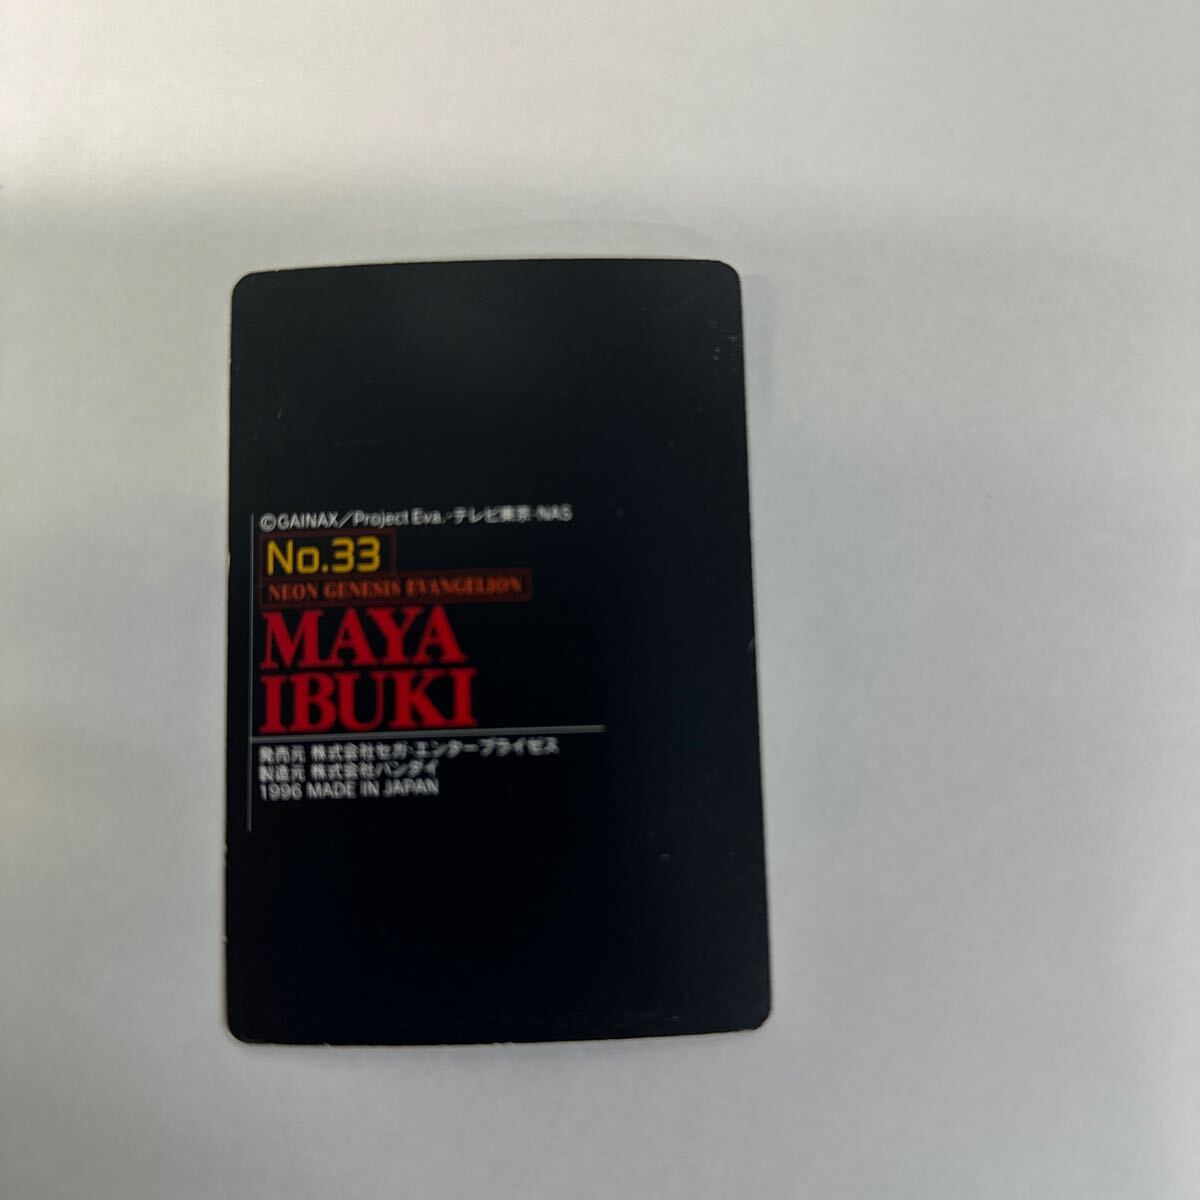 ©GAINAX／Project Eva.・テレビ東京・NAS
No.33
NEON GENESIS EVANGELION
MAYA
IBUKI
発売元 株式会社セガ・エンタープライゼス
製造元 株式会社バンダイ
1996 MADE IN JAPAN